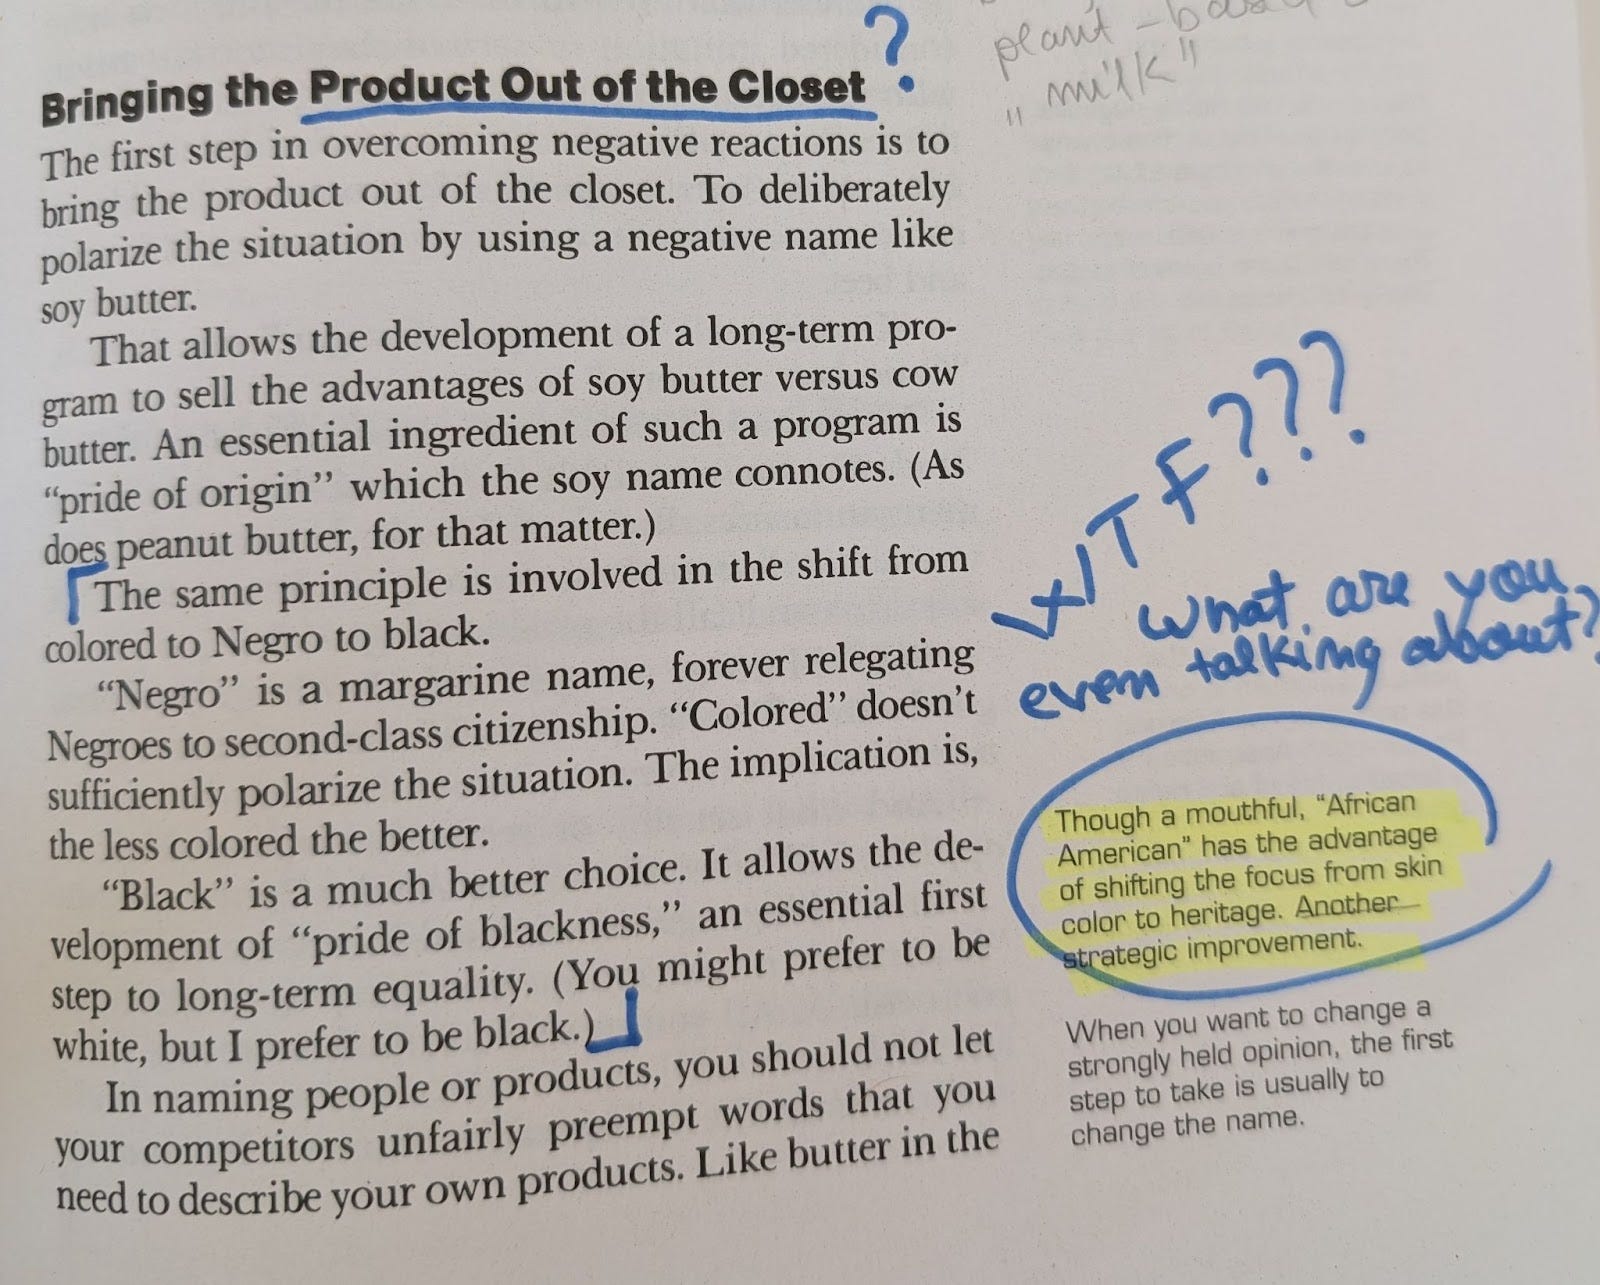 plant-based
"milk"
?
Bringing the Product Out of the Closet
The first step in overcoming negative reactions is to
bring the product out of the closet. To deliberately
polarize the situation by using a negative name like
soy butter.
That allows the development of a long-term pro-
gram to sell the advantages of soy butter versus cow
butter. An essential ingredient of such a program is
“pride of origin” which the soy name connotes. (As
does peanut butter, for that matter.)
The same principle is involved in the shift from
colored to Negro to black.
“Negro” is a margarine name, forever relegating
Negroes to second-class citizenship. “Colored” doesn’t
sufficiently polarize the situation. The implication is,
the less colored the better.
“Black” is a much better choice. It allows the de-
velopment of “pride of blackness,” an essential first
step to long-term equality. (You might prefer to be
white, but I prefer to be black.)
In naming people or products, you should not let
your competitors unfairly preempt words that you
need to describe your own products. Like butter in the
WTF???
What are you
even talking about?
Though a mouthful, “African
American” has the advantage
of shifting the focus from skin
color to heritage. Another
strategic improvement.
When you want to change a
strongly held opinion, the first
step to take is usually to
change the name.